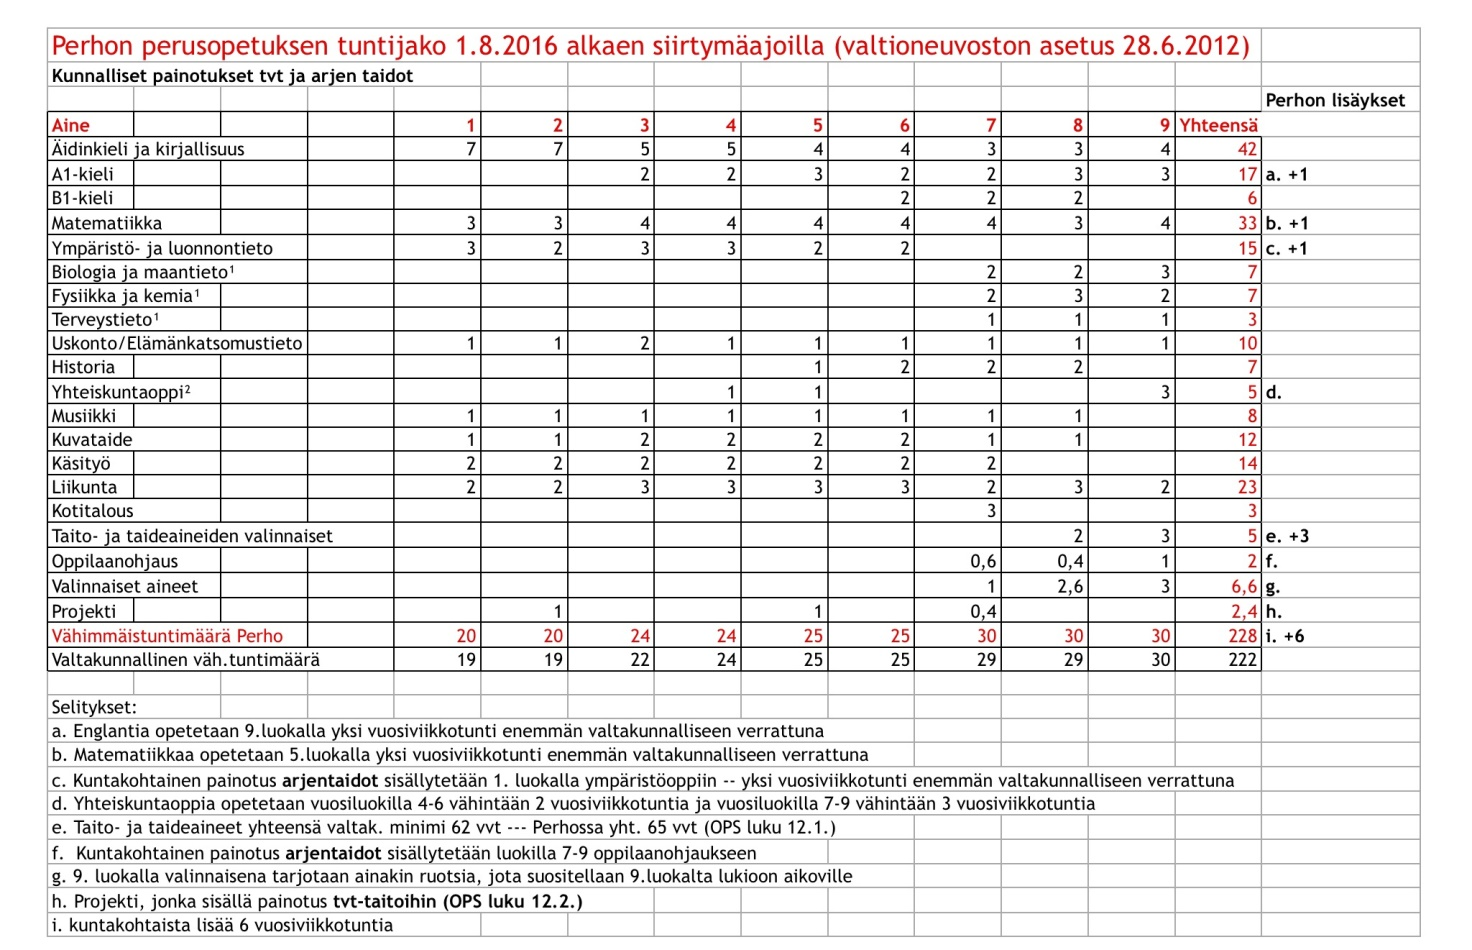 Perhon perusopetuksen tuntijako 1.8.2016 alkaen siirtymäajoilla (valtioneuvoston asetus 28.6.2012)
Kunnalliset painotukset tvt ja arjen taidot
Perhon lisäykset
Aine 1 2 3 4 5 6 7 8 9 Yhteensä
Äidinkieli ja kirjallisuus 7 7 5 5 4 4 3 3 4 42
A1-kieli 2 2 3 2 2 3 3 17 a. +1
B1-kieli 2 2 2 6
Matematiikka 3 3 4 4 4 4 4 3 4 33 b. +1
Ympäristö- ja luonnontieto 3 2 3 3 2 2 15 c. +1
Biologia ja maantieto¹ 2 2 3 7
Fysiikka ja kemia¹ 2 3 2 7
Terveystieto¹ 1 1 1 3
Uskonto/Elämänkatsomustieto 1 1 2 1 1 1 1 1 1 10
Historia 1 2 2 2 7
Yhteiskuntaoppi² 1 1 3 5 d.
Musiikki 1 1 1 1 1 1 1 1 8
Kuvataide 1 1 2 2 2 2 1 1 12
Käsityö 2 2 2 2 2 2 2 14
Liikunta 2 2 3 3 3 3 2 3 2 23
Kotitalous 3 3
Taito- ja taideaineiden valinnaiset 2 3 5 e. +3
Oppilaanohjaus 0,6 0,4 1 2 f.
Valinnaiset aineet 1 2,6 3 6,6 g.
Projekti 1 1 0,4 2,4 h.
Vähimmäistuntimäärä Perho 20 20 24 24 25 25 30 30 30 228 i. +6
Valtakunnallinen väh.tuntimäärä 19 19 22 24 25 25 29 29 30 222
Selitykset:
a. Englantia opetetaan 9.luokalla yksi vuosiviikkotunti enemmän valtakunnalliseen verrattuna
b. Matematiikkaa opetetaan 5.luokalla yksi vuosiviikkotunti enemmän valtakunnalliseen verrattuna
c. Kuntakohtainen painotus arjentaidot sisällytetään 1. luokalla ympäristöoppiin -- yksi vuosiviikkotunti enemmän valtakunnalliseen verrattuna
d. Yhteiskuntaoppia opetetaan vuosiluokilla 4-6 vähintään 2 vuosiviikkotuntia ja vuosiluokilla 7-9 vähintään 3 vuosiviikkotuntia
e. Taito- ja taideaineet yhteensä valtak. minimi 62 vvt --- Perhossa yht. 65 vvt (OPS luku 12.1.)
f. Kuntakohtainen painotus arjentaidot sisällytetään luokilla 7-9 oppilaanohjaukseen
g. 9. luokalla valinnaisena tarjotaan ainakin ruotsia, jota suositellaan 9.luokalta lukioon aikoville
h. Projekti, jonka sisällä painotus tvt-taitoihin (OPS luku 12.2.)
i. kuntakohtaista lisää 6 vuosiviikkotuntia